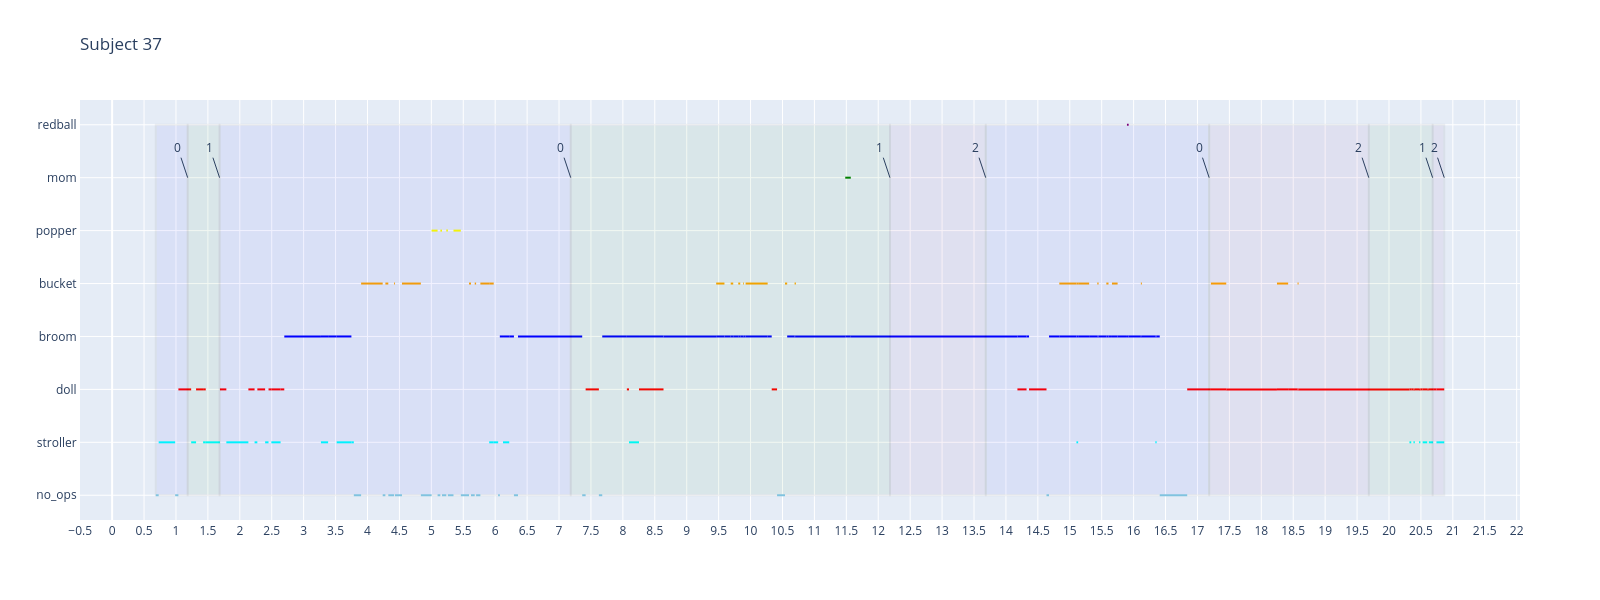 Subject 37
redball
0 1 0 1 2 0 2 1 2
mom
popper
bucket
broom
doll
stroller
no_ops
−0.5 0 0.5 1 1.5 2 2.5 3 3.5 4 4.5 5 5.5 6 6.5 7 7.5 8 8.5 9 9.5 10 10.5 11 11.5 12 12.5 13 13.5 14 14.5 15 15.5 16 16.5 17 17.5 18 18.5 19 19.5 20 20.5 21 21.5 22